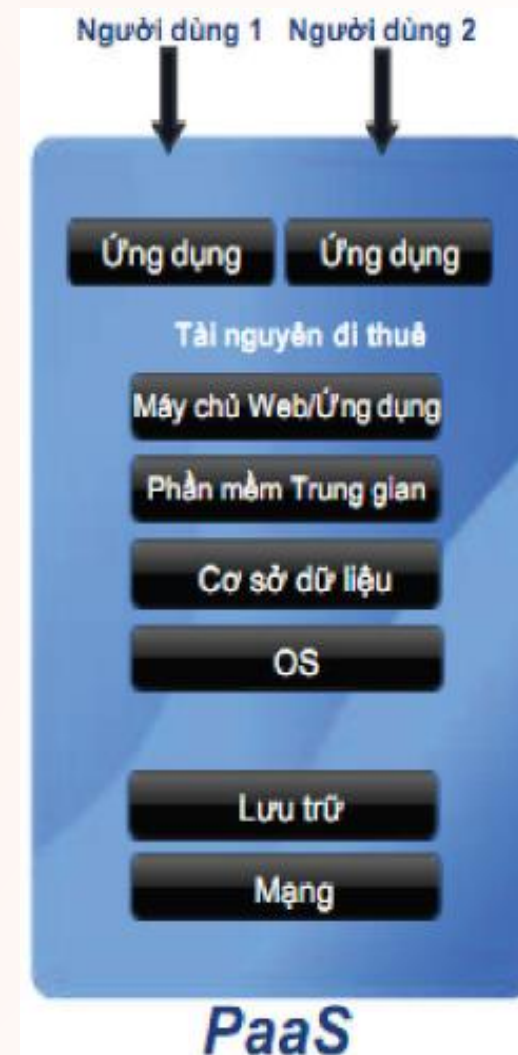 Người dùng 1 Người dùng 2
Ứng dụng Ứng dụng
Tài nguyên đi thuê
Máy chủ Web/Ứng dụng
Phần mềm Trung gian
Cơ sở dữ liệu
OS
Lưu trữ
Mạng
PaaS